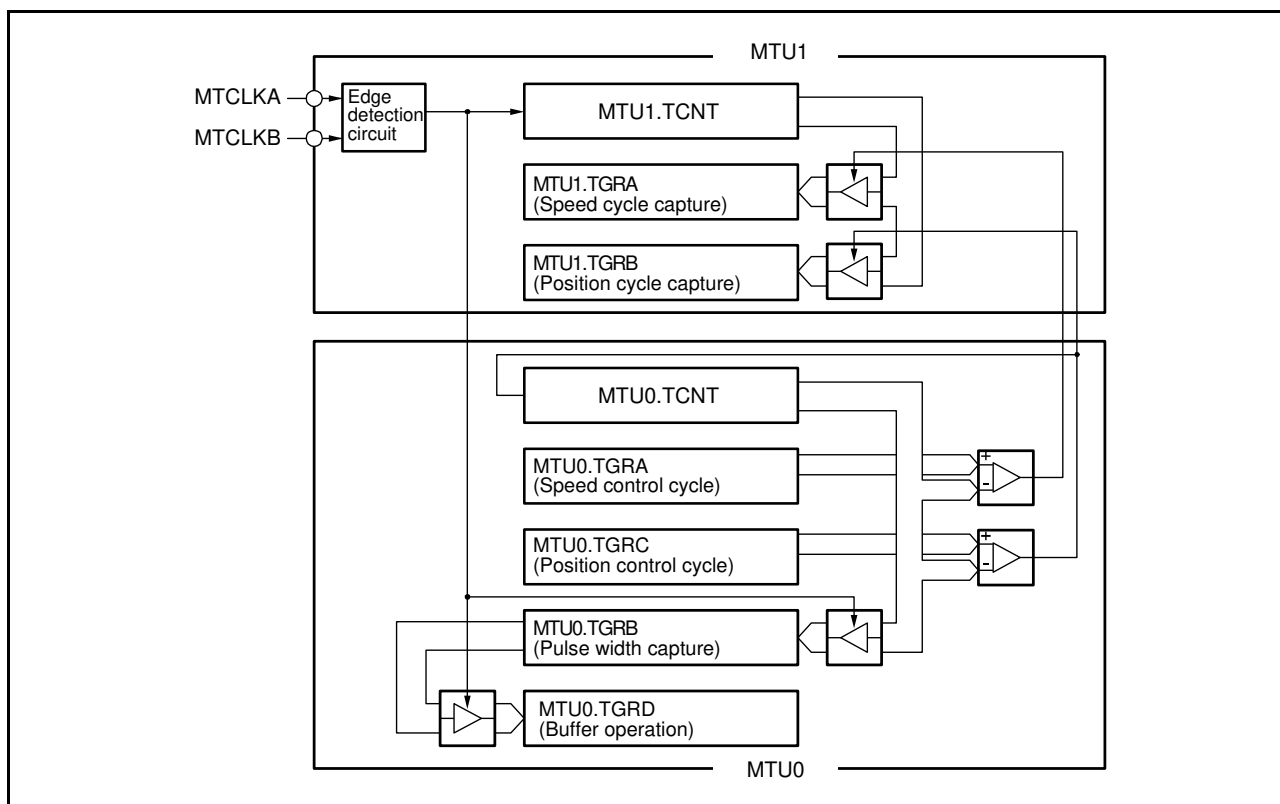 MTU1
MTCLKA
MTCLKB
Edge
detection
circuit
MTU1.TCNT
MTU1.TGRA
(Speed cycle capture)
MTU1.TGRB
(Position cycle capture)
MTU0.TCNT
MTU0.TGRA
(Speed control cycle)
+
-
MTU0.TGRC
(Position control cycle)
+
-
MTU0.TGRB
(Pulse width capture)
MTU0.TGRD
(Buffer operation)
MTU0